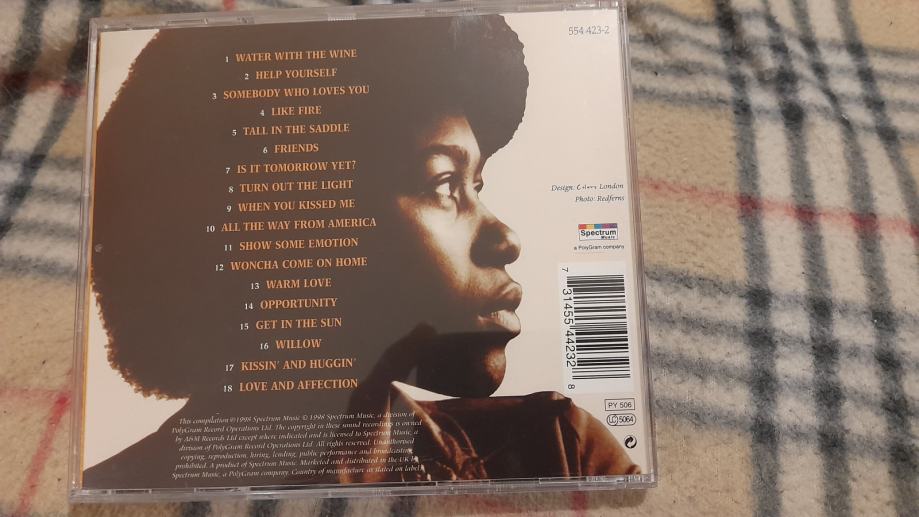 554 423-2
1 WATER WITH THE WINE
2 HELP YOURSELF
3 SOMEBODY WHO LOVES YOU
4 LIKE FIRE
5 TALL IN THE SADDLE
6 FRIENDS
7 IS IT TOMORROW YET?
8 TURN OUT THE LIGHT
9 WHEN YOU KISSED ME
10 ALL THE WAY FROM AMERICA
11 SHOW SOME EMOTION
12 WONCHA COME ON HOME
13 WARM LOVE
14 OPPORTUNITY
15 GET IN THE SUN
16 WILLOW
17 KISSIN' AND HUGGIN'
18 LOVE AND AFFECTION
Design: London
Photo: Redferns
Spectrum
Music
a PolyGram company
7 31455 44232 8
PY 506
LC 5064
This compilation ℗ 1998 Spectrum Music © 1998 Spectrum Music, a division of
PolyGram Record Operations Ltd. The copyright in these sound recordings is owned
by A&M Records Ltd except where indicated and is licensed to Spectrum Music, a
division of PolyGram Record Operations Ltd. All rights reserved. Unauthorised
copying, reproduction, hiring, lending, public performance and broadcasting
prohibited. A product of Spectrum Music. Marketed and distributed in the UK by
Spectrum Music, a PolyGram company. Country of manufacture as stated on label